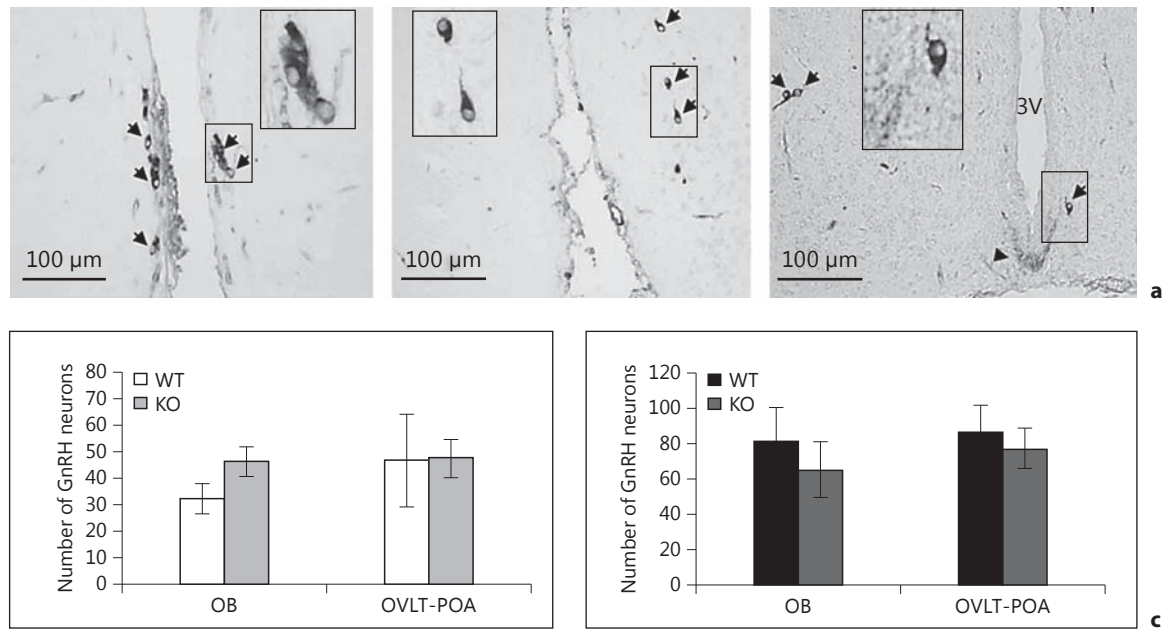 3V
100 µm
100 µm
100 µm
a
Number of GnRH neurons
80
70
60
50
40
30
20
10
0
WT
KO
OB
OVLT-POA
Number of GnRH neurons
120
100
80
60
40
20
0
WT
KO
OB
OVLT-POA
c